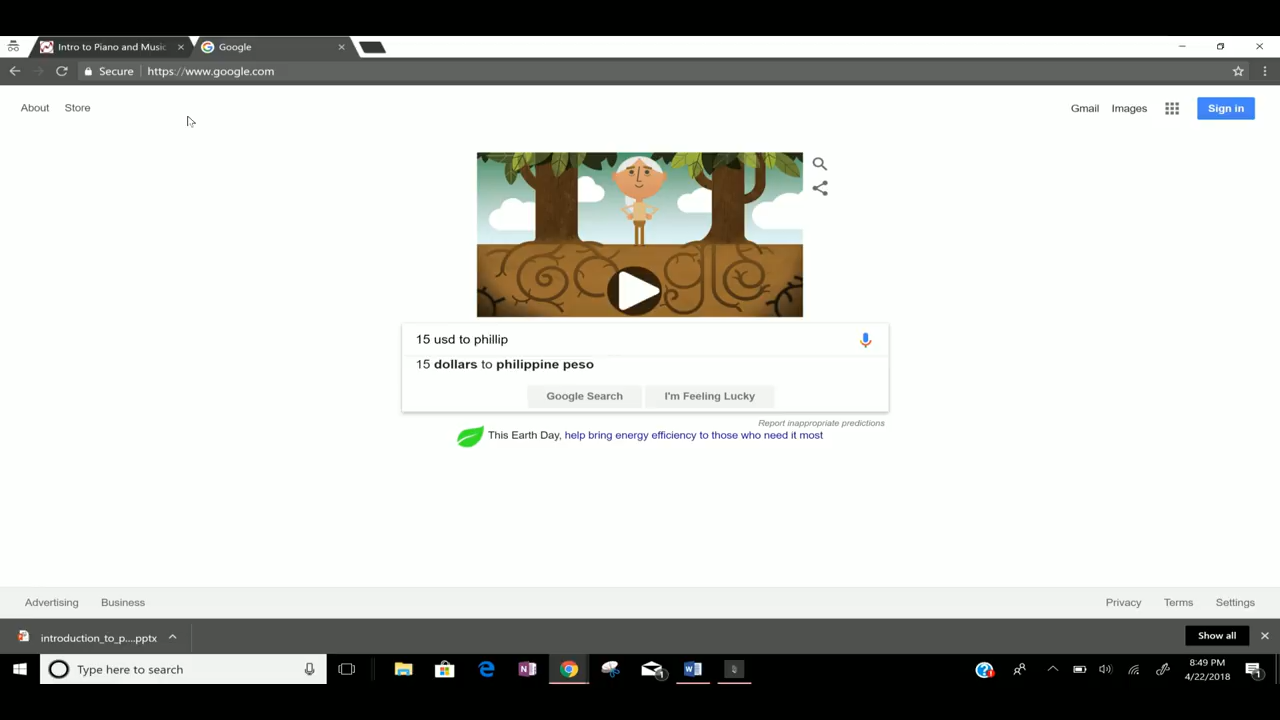 Intro to Piano and Music
Google
Secure https://www.google.com
About Store
Gmail Images Sign in
Google
15 usd to phillip
15 dollars to philippine peso
Google Search I'm Feeling Lucky
Report inappropriate predictions
This Earth Day, help bring energy efficiency to those who need it most
Advertising Business
Privacy Terms Settings
introduction_to_p....pptx
Show all
Type here to search
8:49 PM
4/22/2018